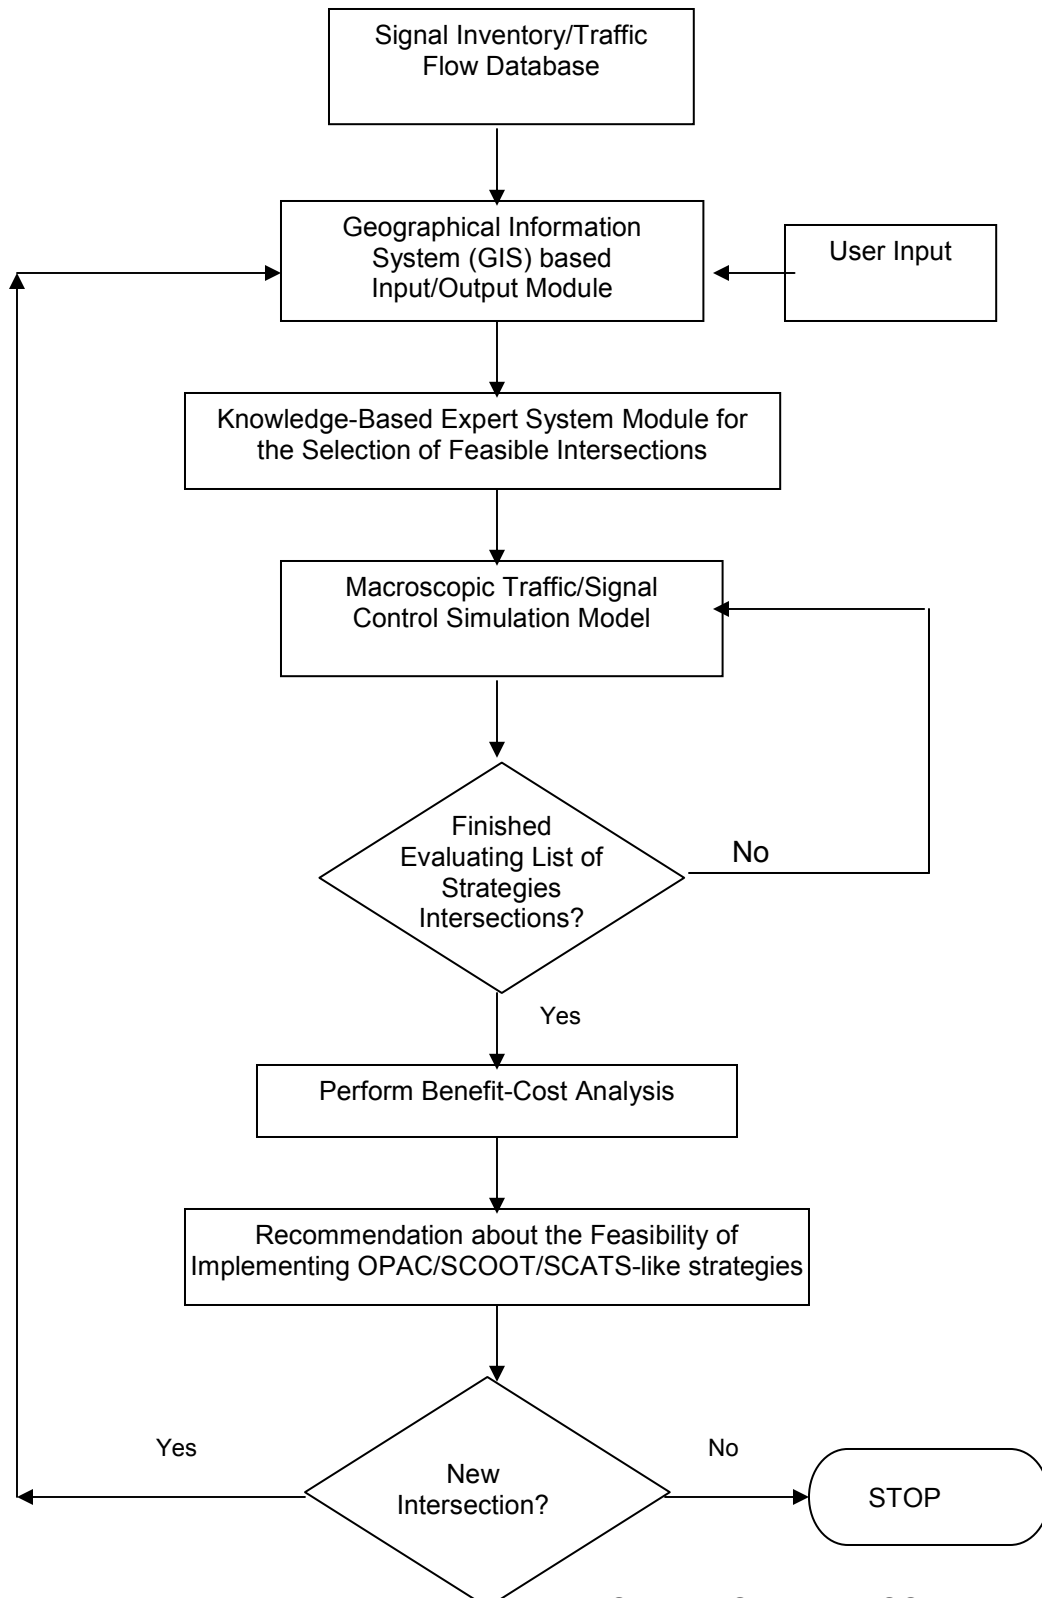 Signal Inventory/Traffic
Flow Database
Geographical Information
System (GIS) based
Input/Output Module
User Input
Knowledge-Based Expert System Module for
the Selection of Feasible Intersections
Macroscopic Traffic/Signal
Control Simulation Model
Finished
Evaluating List of
Strategies
Intersections?
No
Yes
Perform Benefit-Cost Analysis
Recommendation about the Feasibility of
Implementing OPAC/SCOOT/SCATS-like strategies
Yes
No
New
Intersection?
STOP